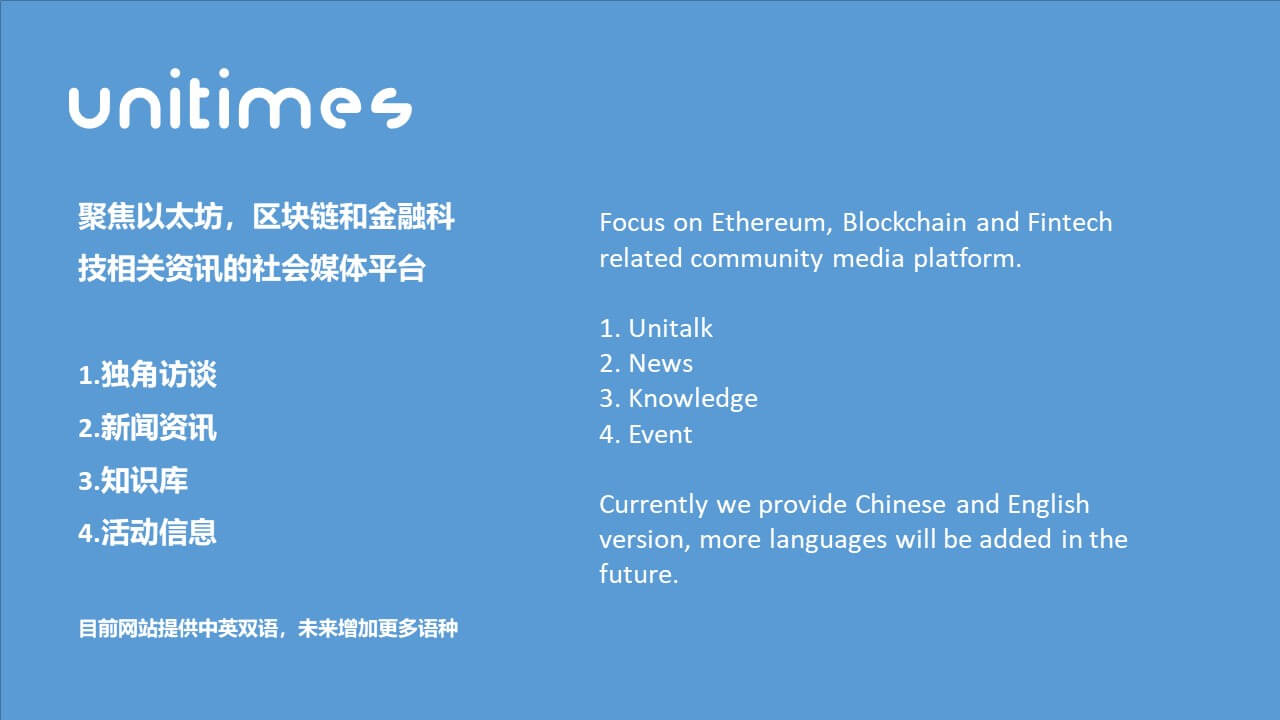 unitimes
聚焦以太坊，区块链和金融科
技相关资讯的社会媒体平台
1.独角访谈
2.新闻资讯
3.知识库
4.活动信息
目前网站提供中英双语，未来增加更多语种
Focus on Ethereum, Blockchain and Fintech
related community media platform.
1. Unitalk
2. News
3. Knowledge
4. Event
Currently we provide Chinese and English
version, more languages will be added in the
future.